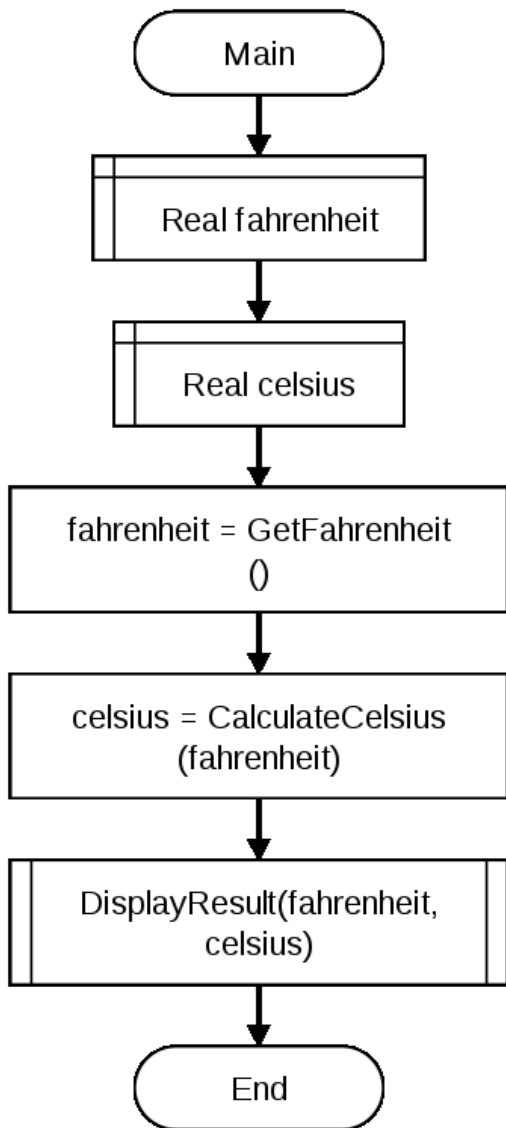 Main
Real fahrenheit
Real celsius
fahrenheit = GetFahrenheit
()
celsius = CalculateCelsius
(fahrenheit)
DisplayResult(fahrenheit,
celsius)
End